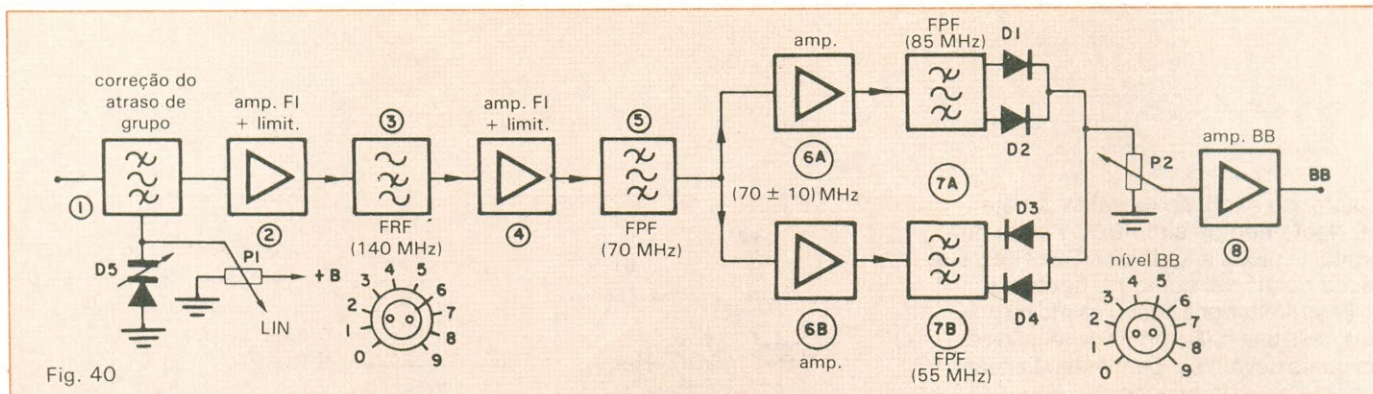 correção do
atraso de
grupo
①
D5
P1
+B
LIN
amp. FI
+ limit.
②
③
FRF
(140 MHz)
0 1 2 3 4 5 6 7 8 9
amp. FI
+ limit.
④
⑤
FPF
(70 MHz)
amp.
6A
(70 ± 10) MHz
6B
amp.
FPF
(85 MHz)
D1
D2
7A
D3
D4
7B
FPF
(55 MHz)
P2
nível BB
0 1 2 3 4 5 6 7 8 9
amp. BB
⑧
BB
Fig. 40